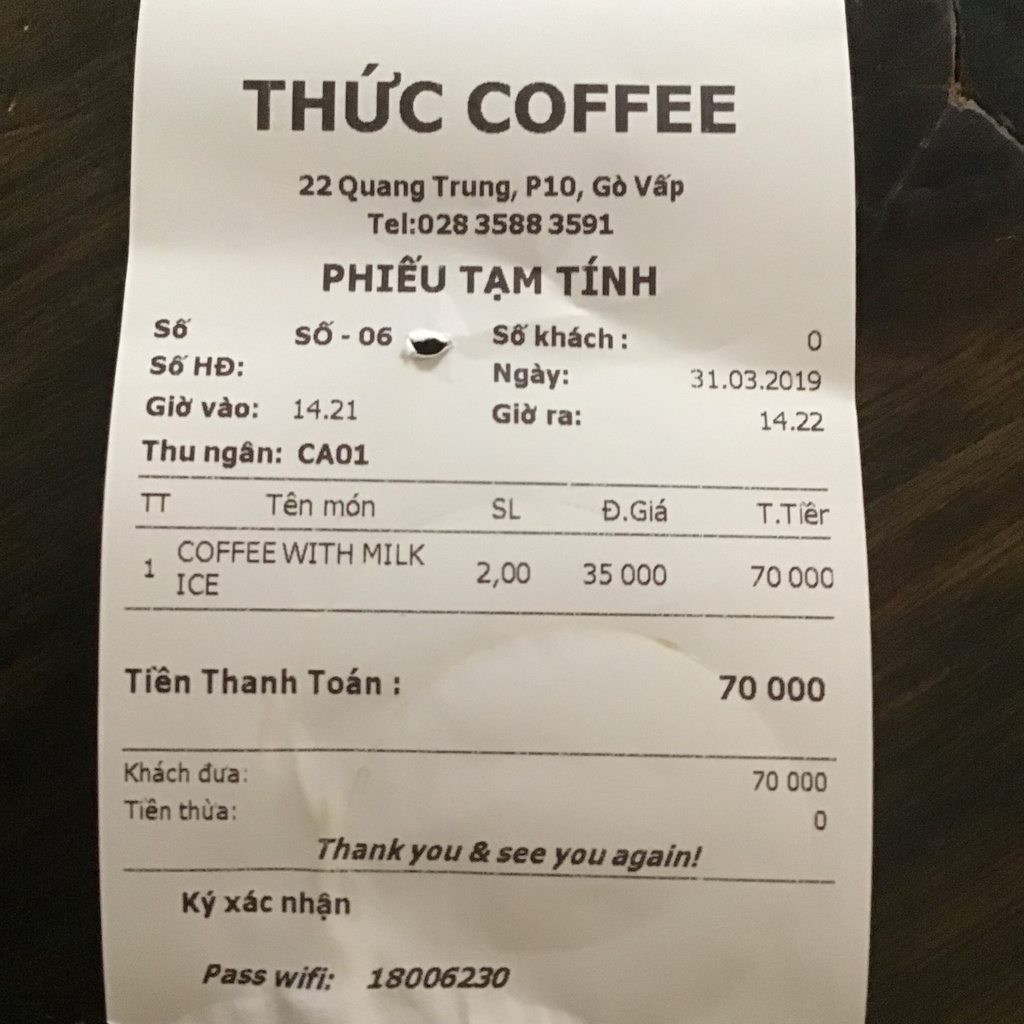 THỨC COFFEE
22 Quang Trung, P10, Gò Vấp
Tel:028 3588 3591
PHIẾU TẠM TÍNH
Số SỐ - 06 Số khách : 0
Số HĐ: Ngày: 31.03.2019
Giờ vào: 14.21 Giờ ra: 14.22
Thu ngân: CA01
TT Tên món SL Đ.Giá T.Tiền
1 COFFEE WITH MILK ICE 2,00 35 000 70 000
Tiền Thanh Toán : 70 000
Khách đưa: 70 000
Tiền thừa: 0
Thank you & see you again!
Ký xác nhận
Pass wifi: 18006230